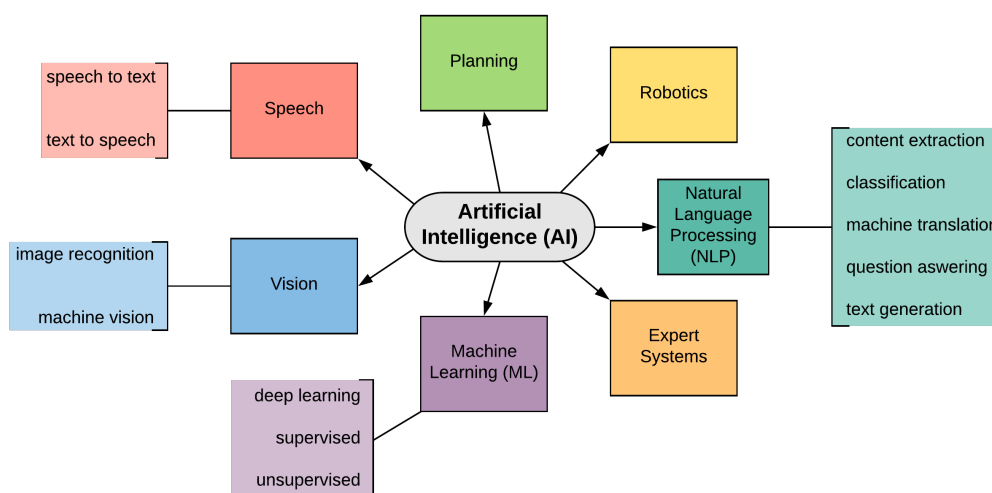 Planning
Robotics
speech to text
text to speech
Speech
content extraction
classification
machine translation
question aswering
text generation
Natural
Language
Processing
(NLP)
Artificial
Intelligence (AI)
image recognition
machine vision
Vision
Expert
Systems
Machine
Learning (ML)
deep learning
supervised
unsupervised